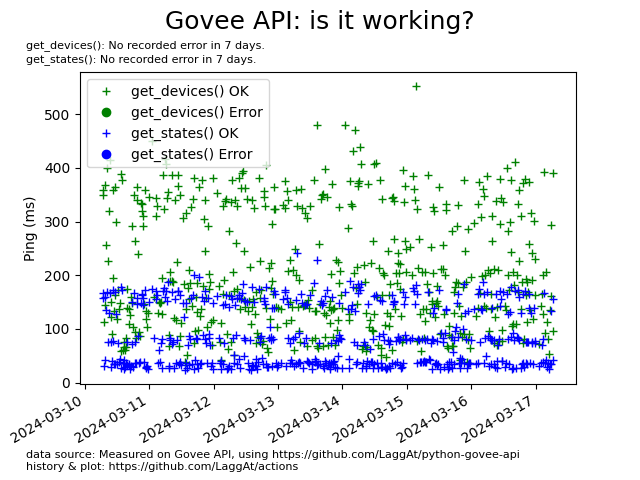 Govee API: is it working?
get_devices(): No recorded error in 7 days.
get_states(): No recorded error in 7 days.
get_devices() OK
get_devices() Error
get_states() OK
get_states() Error
Ping (ms)
500
400
300
200
100
0
2024-03-10
2024-03-11
2024-03-12
2024-03-13
2024-03-14
2024-03-15
2024-03-16
2024-03-17
data source: Measured on Govee API, using https://github.com/LaggAt/python-govee-api
history & plot: https://github.com/LaggAt/actions